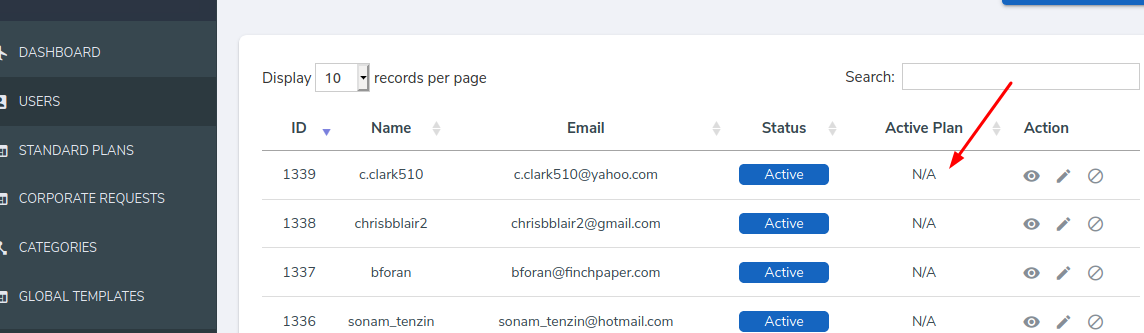 DASHBOARD
USERS
STANDARD PLANS
CORPORATE REQUESTS
CATEGORIES
GLOBAL TEMPLATES
Display 10 records per page
Search:
ID Name Email Status Active Plan Action
1339 c.clark510 c.clark510@yahoo.com Active N/A
1338 chrisbblair2 chrisbblair2@gmail.com Active N/A
1337 bforan bforan@finchpaper.com Active N/A
1336 sonam_tenzin sonam_tenzin@hotmail.com Active N/A